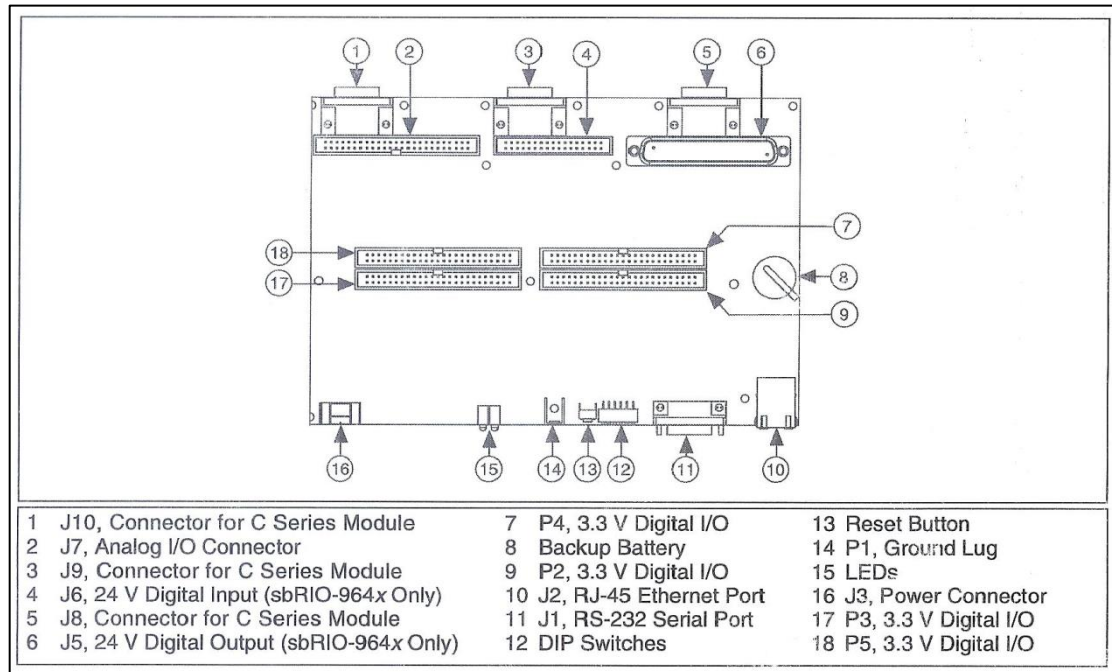 1 2 3 4 5 6
7
18
17
8
9
16 15 14 13 12 11 10
1 J10, Connector for C Series Module
2 J7, Analog I/O Connector
3 J9, Connector for C Series Module
4 J6, 24 V Digital Input (sbRIO-964x Only)
5 J8, Connector for C Series Module
6 J5, 24 V Digital Output (sbRIO-964x Only)
7 P4, 3.3 V Digital I/O
8 Backup Battery
9 P2, 3.3 V Digital I/O
10 J2, RJ-45 Ethernet Port
11 J1, RS-232 Serial Port
12 DIP Switches
13 Reset Button
14 P1, Ground Lug
15 LEDs
16 J3, Power Connector
17 P3, 3.3 V Digital I/O
18 P5, 3.3 V Digital I/O